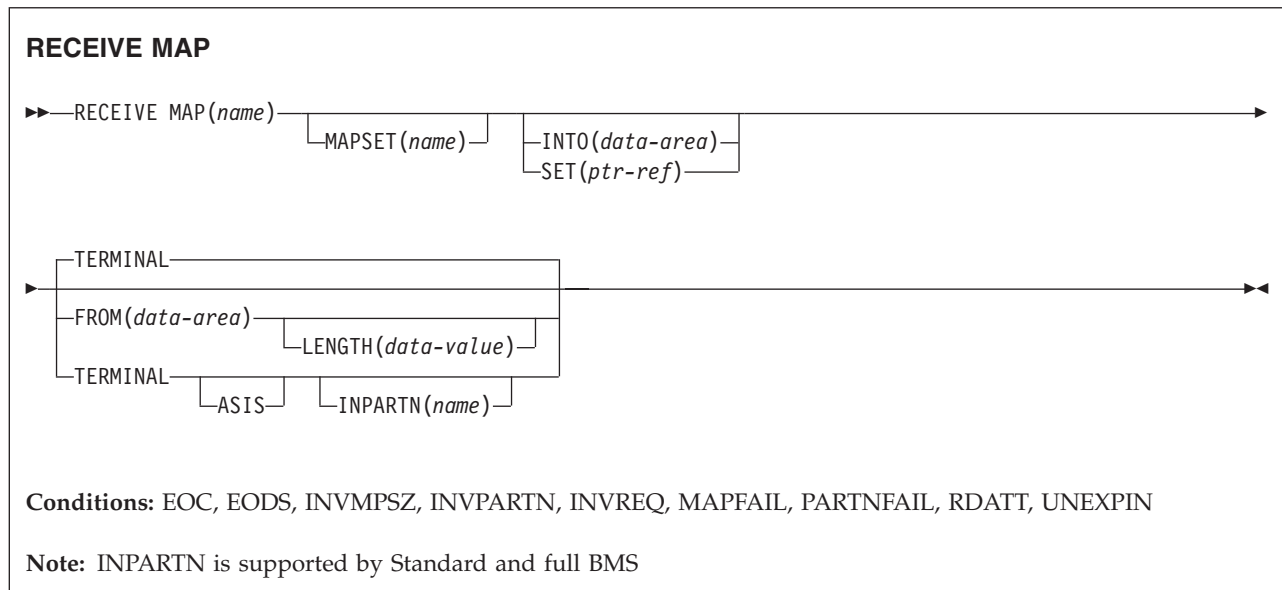 RECEIVE MAP
RECEIVE MAP(name)
MAPSET(name)
INTO(data-area)
SET(ptr-ref)
TERMINAL
FROM(data-area)
LENGTH(data-value)
TERMINAL
ASIS
INPARTN(name)
Conditions: EOC, EODS, INVMPSZ, INVPARTN, INVREQ, MAPFAIL, PARTNFAIL, RDATT, UNEXPIN
Note: INPARTN is supported by Standard and full BMS